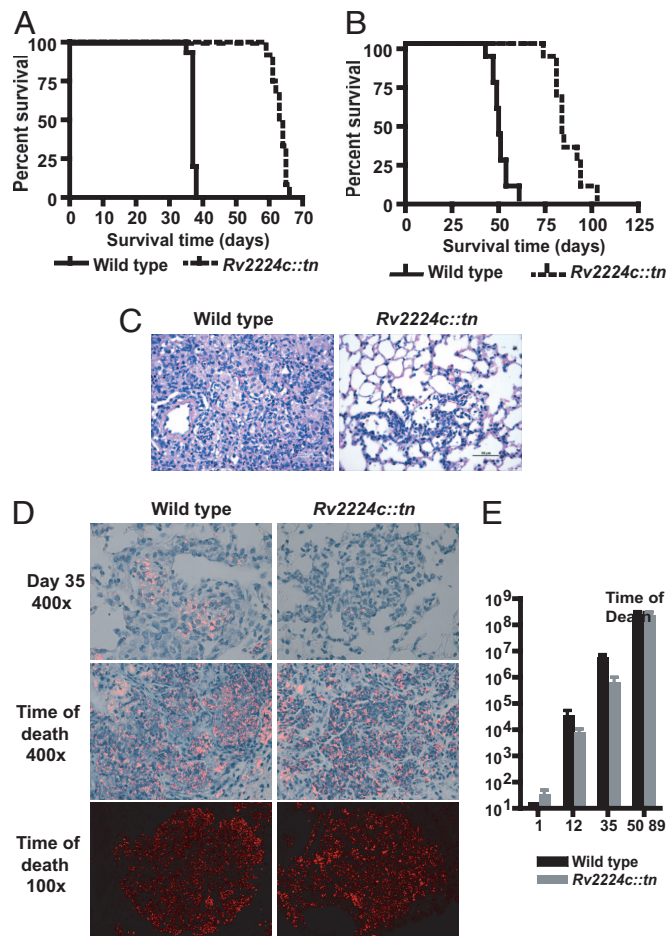 A
Percent survival
100
75
50
25
0
0 10 20 30 40 50 60 70
Survival time (days)
Wild type Rv2224c::tn
B
Percent survival
100
75
50
25
0
0 25 50 75 100 125
Survival time (days)
Wild type Rv2224c::tn
C
Wild type Rv2224c::tn
D
Wild type Rv2224c::tn
Day 35
400x
Time of
death
400x
Time of
death
100x
E
Time of
Death
10⁹
10⁸
10⁷
10⁶
10⁵
10⁴
10³
10²
10¹
1 12 35 50 89
Wild type
Rv2224c::tn